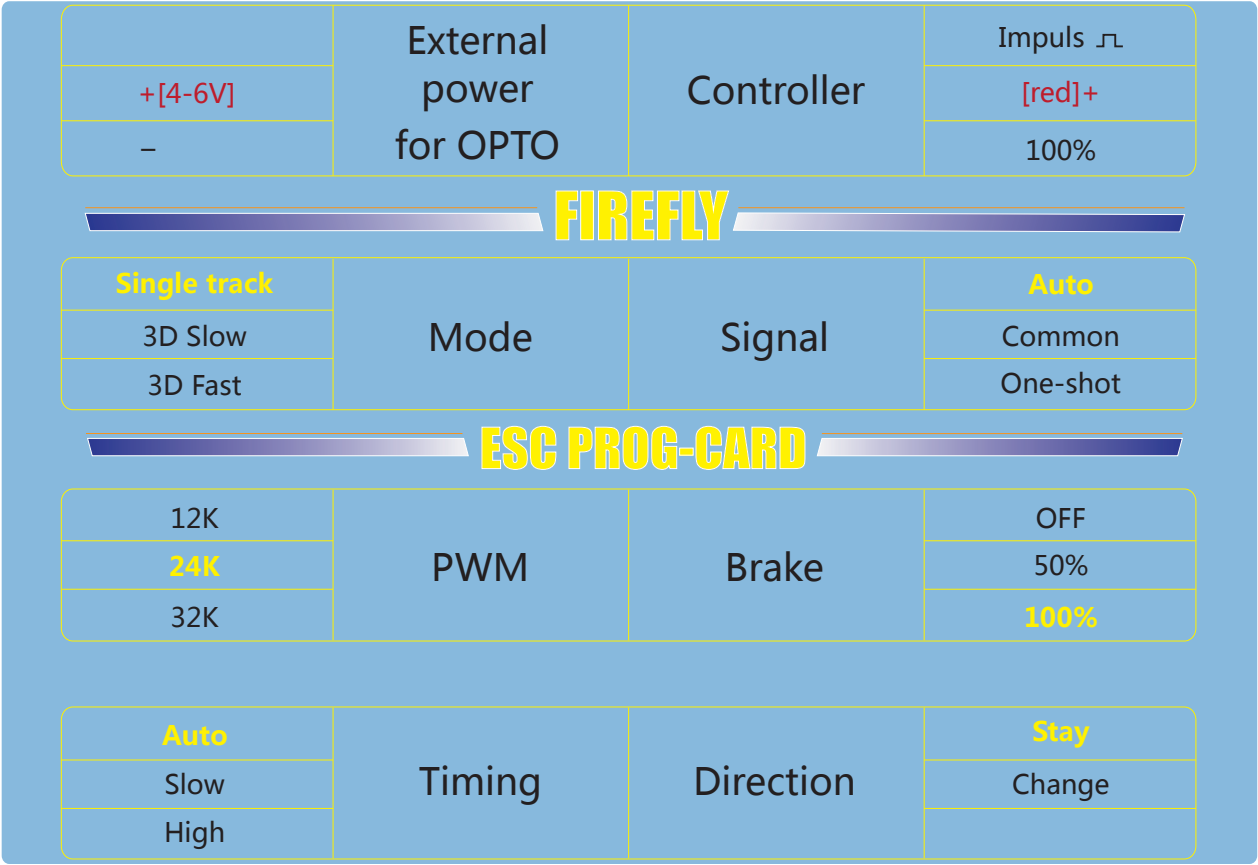 External
power
for OPTO
+[4-6V]
–
Controller
Impuls
[red]+
100%
FIREFLY
Single track
3D Slow
3D Fast
Mode
Signal
Auto
Common
One-shot
ESC PROG-CARD
12K
24K
32K
PWM
Brake
OFF
50%
100%
Auto
Slow
High
Timing
Direction
Stay
Change